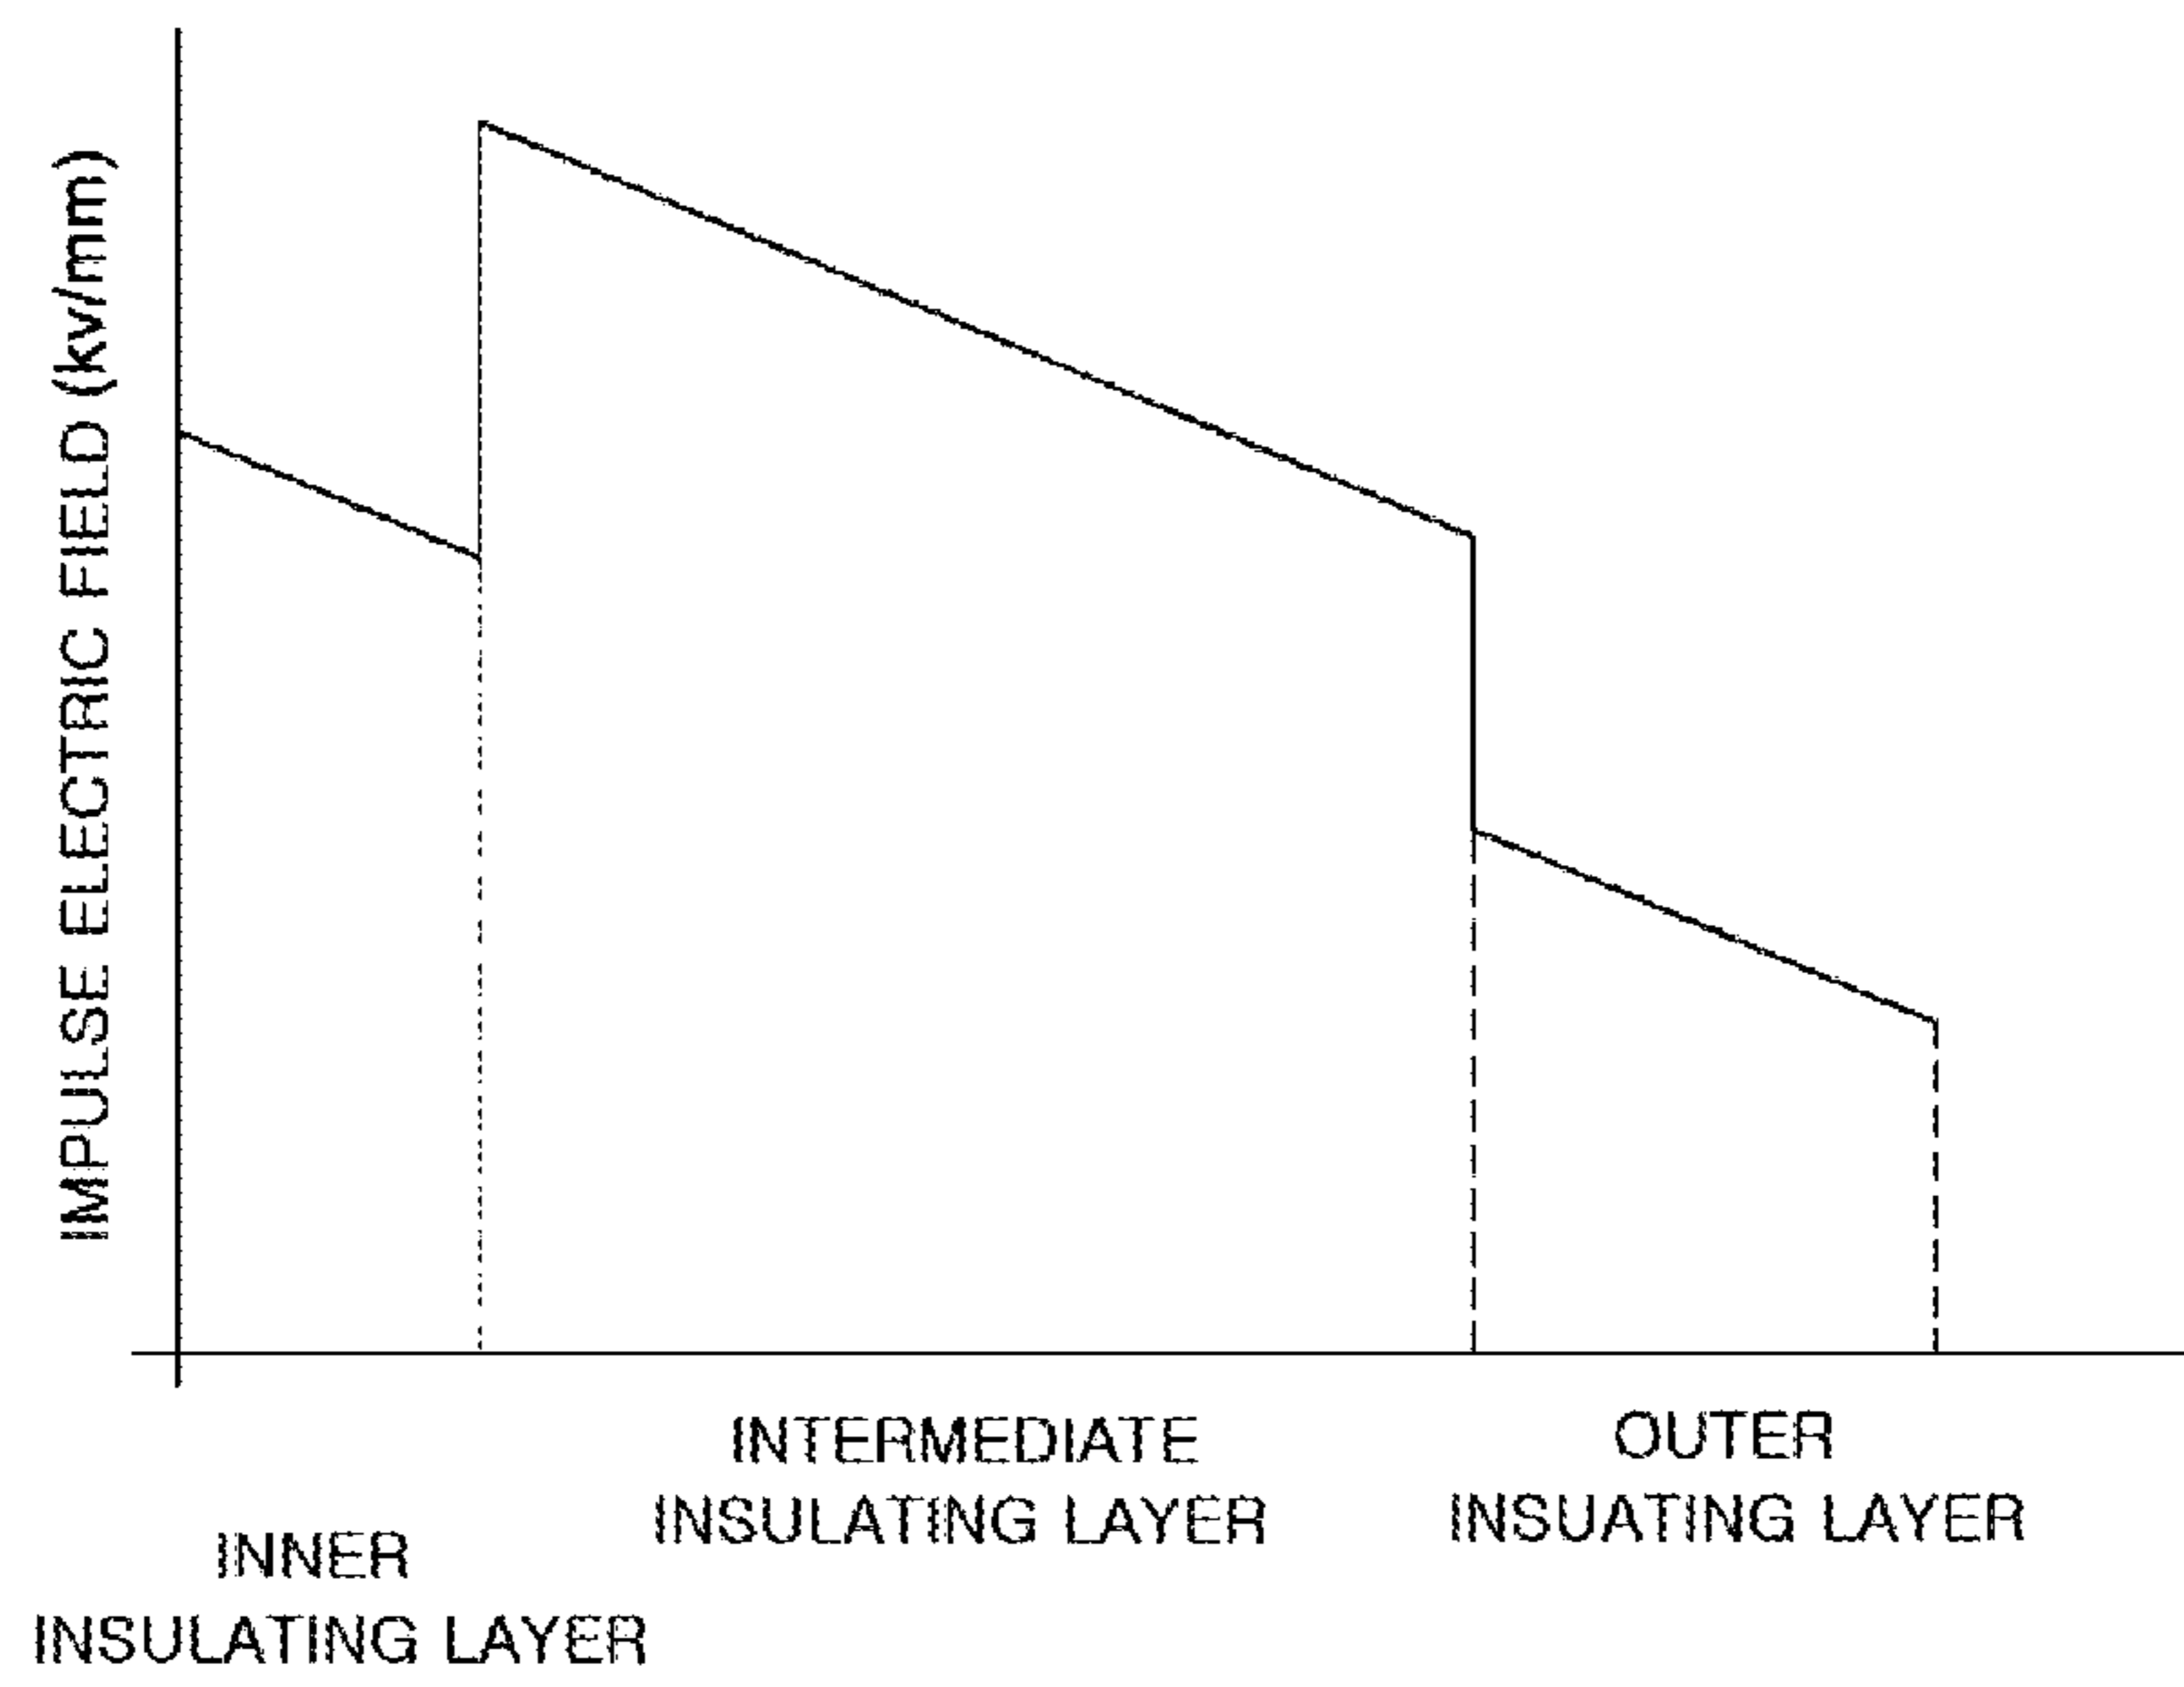 IMPULSE ELECTRIC FIELD (kv/mm)
INTERMEDIATE
INSULATING LAYER
OUTER
INSUATING LAYER
INNER
INSULATING LAYER